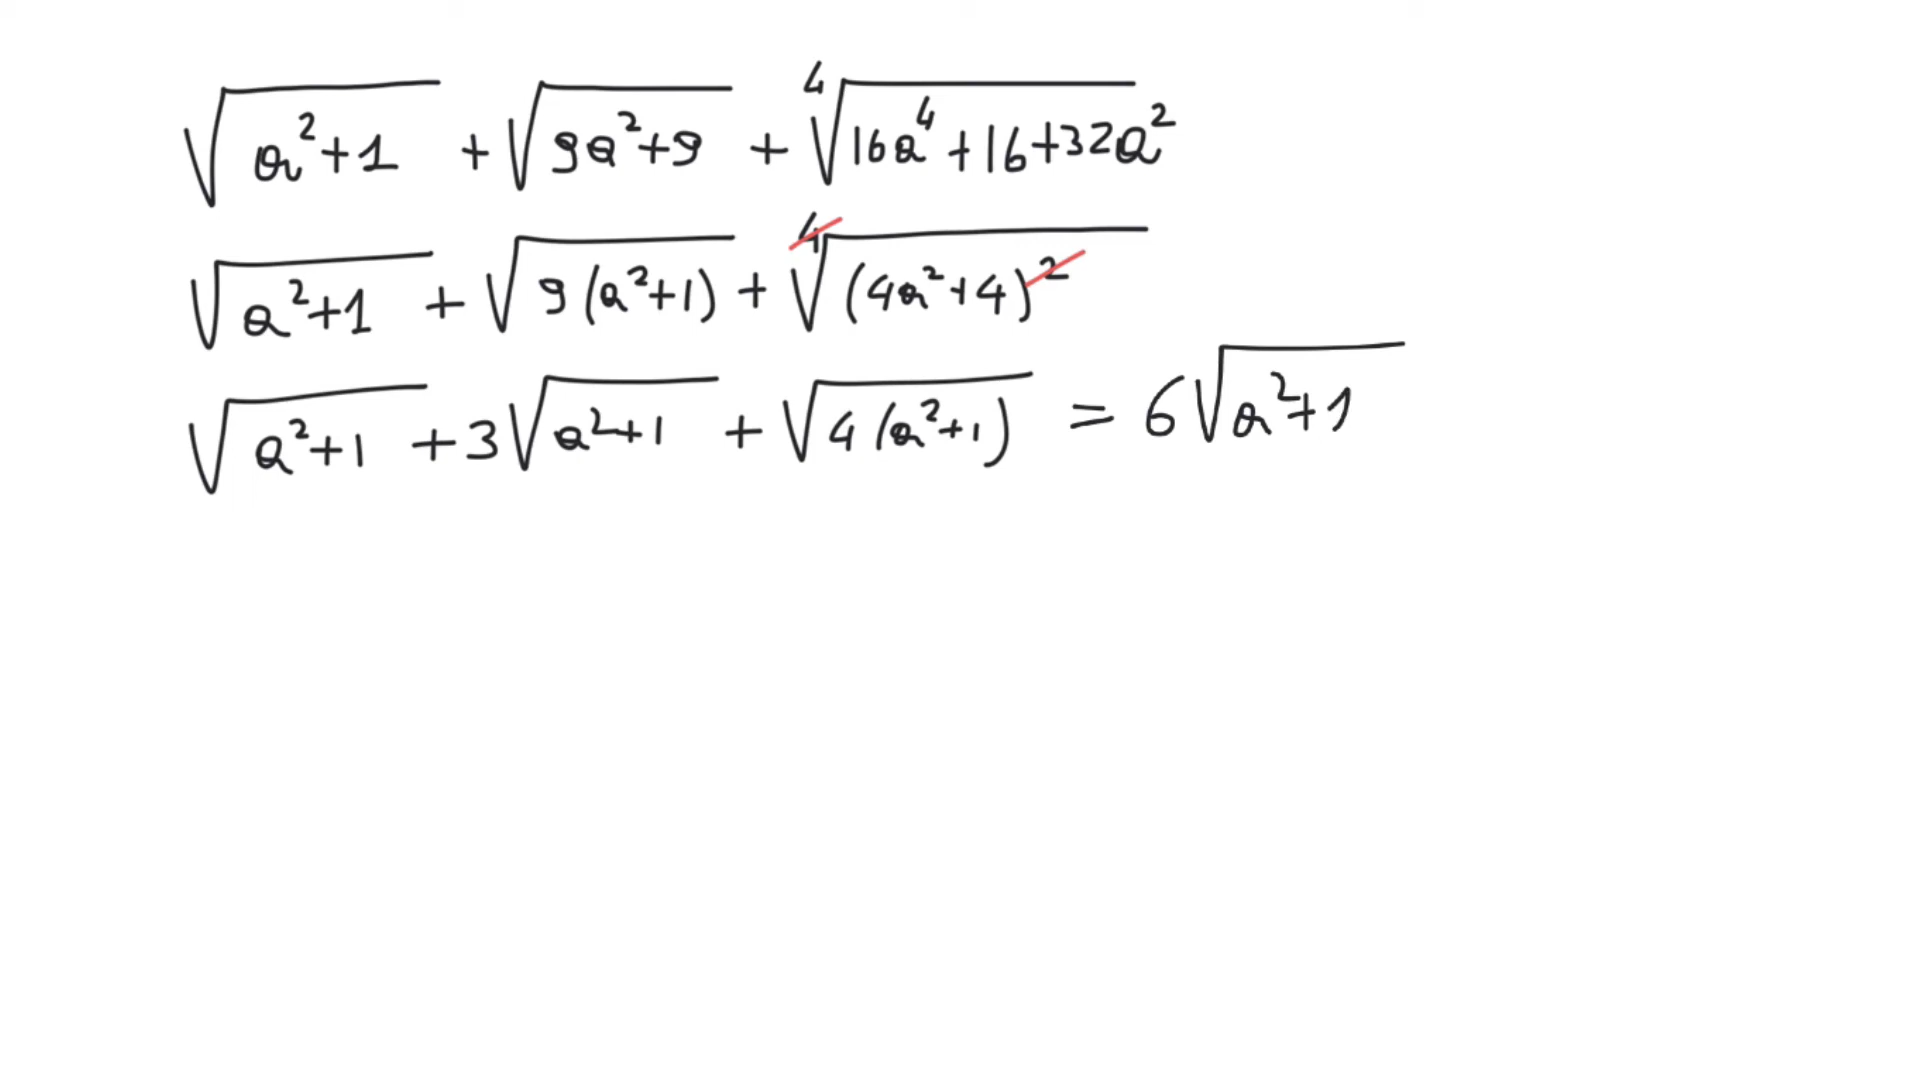 √(a²+1) + √(9a²+9) + ⁴√(16a⁴+16+32a²)
√(a²+1) + √(9(a²+1)) + ⁴√((4a²+4)²)
√(a²+1) + 3√(a²+1) + √(4(a²+1)) = 6√(a²+1)